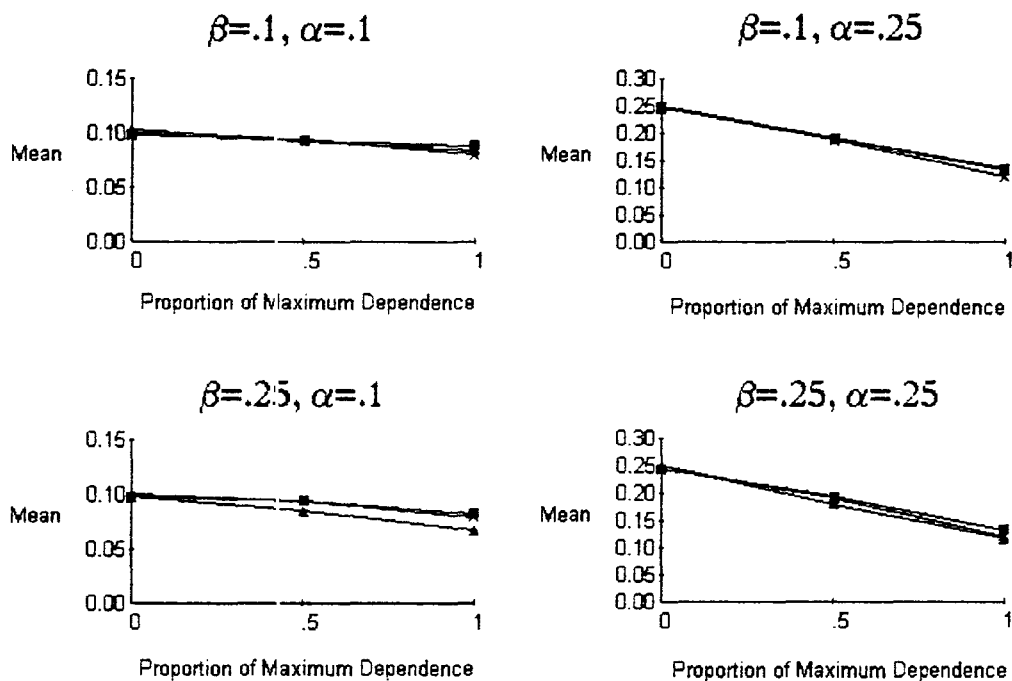 β=.1, α=.1
0.15
0.10
Mean
0.05
0.00
0 .5 1
Proportion of Maximum Dependence
β=.1, α=.25
0.30
0.25
0.20
Mean
0.15
0.10
0.05
0.00
0 .5 1
Proportion of Maximum Dependence
β=.25, α=.1
0.15
0.10
Mean
0.05
0.00
0 .5 1
Proportion of Maximum Dependence
β=.25, α=.25
0.30
0.25
0.20
Mean
0.15
0.10
0.05
0.00
0 .5 1
Proportion of Maximum Dependence